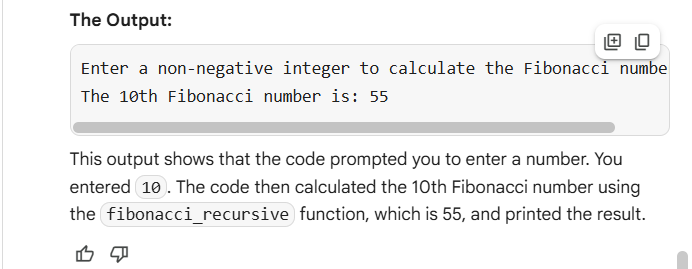 The Output:
Enter a non-negative integer to calculate the Fibonacci numbe
The 10th Fibonacci number is: 55
This output shows that the code prompted you to enter a number. You
entered 10. The code then calculated the 10th Fibonacci number using
the fibonacci_recursive function, which is 55, and printed the result.